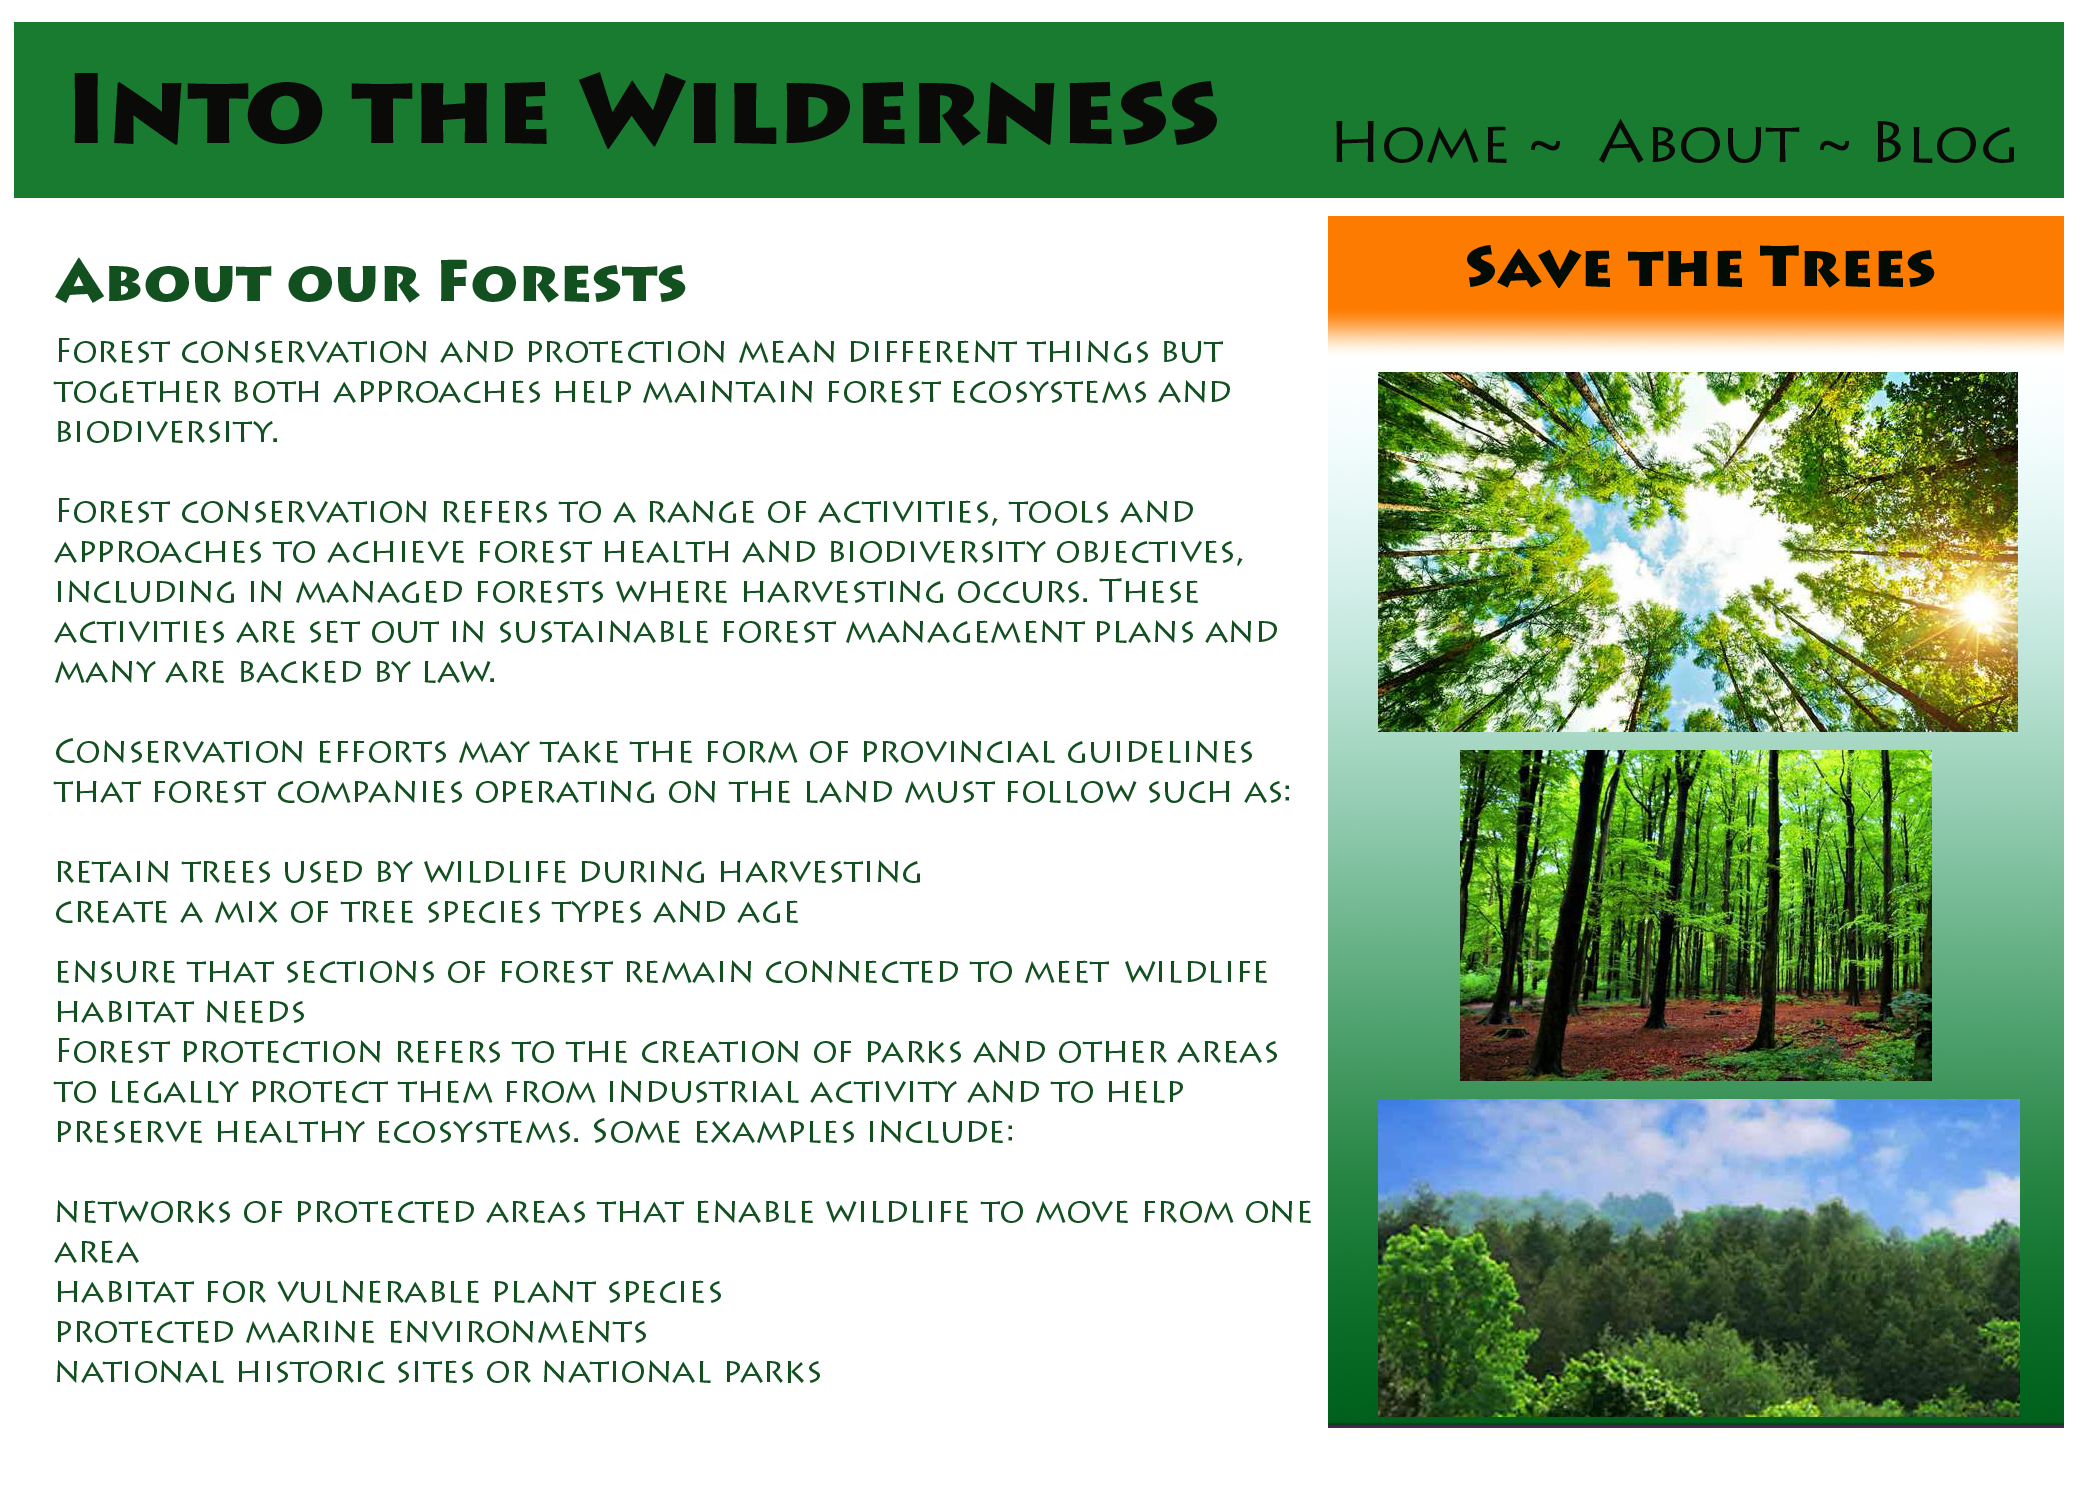 Into the Wilderness
Home ~ About ~ Blog
About our Forests
Forest conservation and protection mean different things but
together both approaches help maintain forest ecosystems and
biodiversity.
Forest conservation refers to a range of activities, tools and
approaches to achieve forest health and biodiversity objectives,
including in managed forests where harvesting occurs. These
activities are set out in sustainable forest management plans and
many are backed by law.
Conservation efforts may take the form of provincial guidelines
that forest companies operating on the land must follow such as:
retain trees used by wildlife during harvesting
create a mix of tree species types and age
ensure that sections of forest remain connected to meet wildlife
habitat needs
Forest protection refers to the creation of parks and other areas
to legally protect them from industrial activity and to help
preserve healthy ecosystems. Some examples include:
networks of protected areas that enable wildlife to move from one
area
habitat for vulnerable plant species
protected marine environments
national historic sites or national parks
Save the Trees